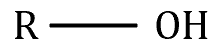 R — OH